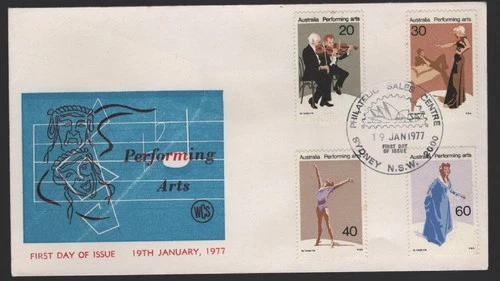 Performing
Arts
WCS
FIRST DAY OF ISSUE 19TH JANUARY, 1977
Australia Performing arts
20
Australia Performing arts
30
PHILATELIC SALES CENTRE
19 JAN 1977
FIRST DAY
OF ISSUE
SYDNEY N.S.W. 2000
Australia Performing arts
40
Australia Performing arts
60